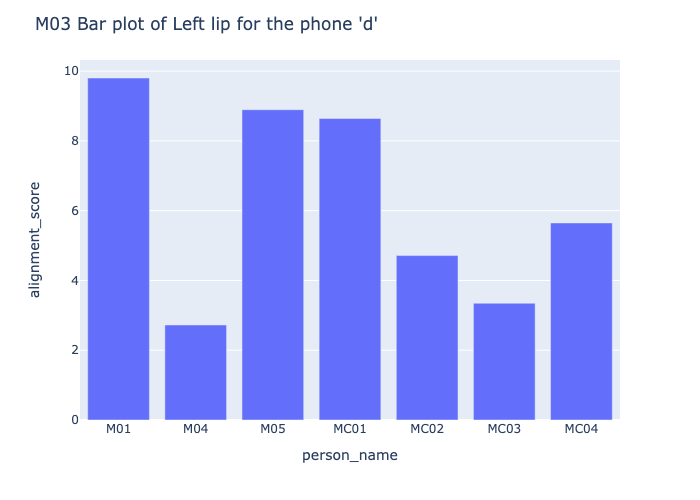 M03 Bar plot of Left lip for the phone 'd'
alignment_score
10
8
6
4
2
0
M01 M04 M05 MC01 MC02 MC03 MC04
person_name